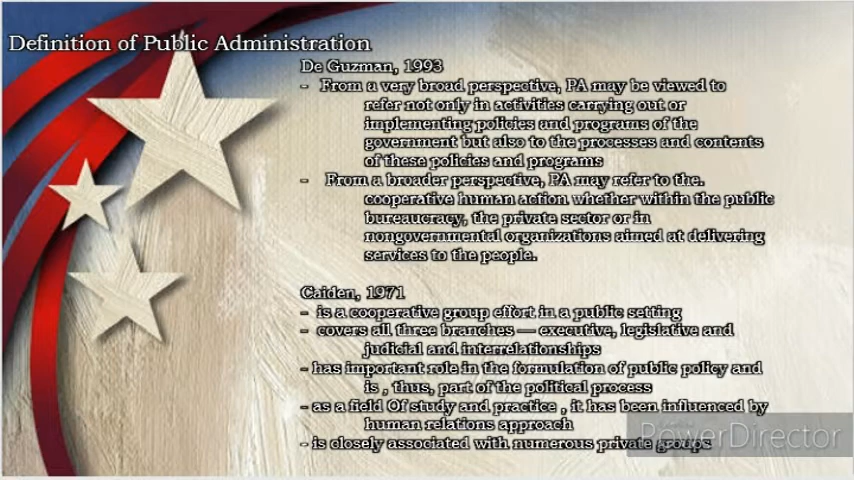 Definition of Public Administration
De Guzman, 1993
- From a very broad perspective, PA may be viewed to
refer not only in activities carrying out or
implementing policies and programs of the
government but also to the processes and contents
of these policies and programs
- From a broader perspective, PA may refer to the.
cooperative human action whether within the public
bureaucracy, the private sector or in
nongovernmental organizations aimed at delivering
services to the people.
Caiden, 1971
- is a cooperative group effort in a public setting
- covers all three branches — executive, legislative and
judicial and interrelationships
- has important role in the formulation of public policy and
is , thus, part of the political process
- as a field Of study and practice , it has been influenced by
human relations approach
- is closely associated with numerous private groups
PowerDirector